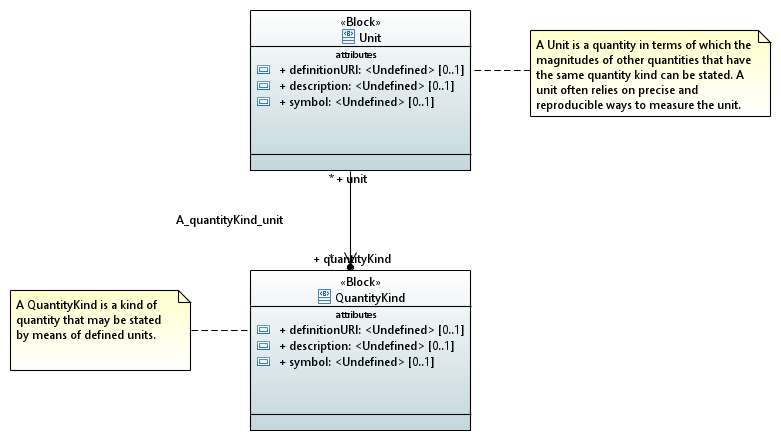 «Block»
Unit
attributes
+ definitionURI: <Undefined> [0..1]
+ description: <Undefined> [0..1]
+ symbol: <Undefined> [0..1]
A Unit is a quantity in terms of which the
magnitudes of other quantities that have
the same quantity kind can be stated. A
unit often relies on precise and
reproducible ways to measure the unit.
* + unit
A_quantityKind_unit
+ quantityKind
«Block»
QuantityKind
attributes
+ definitionURI: <Undefined> [0..1]
+ description: <Undefined> [0..1]
+ symbol: <Undefined> [0..1]
A QuantityKind is a kind of
quantity that may be stated
by means of defined units.